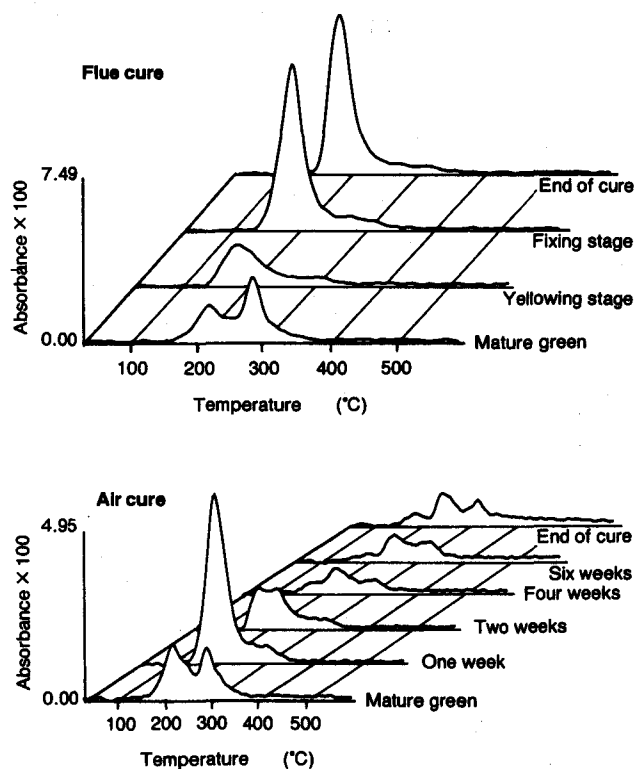 Flue cure
7.49
End of cure
Fixing stage
Yellowing stage
Absorbance × 100
0.00
Mature green
100 200 300 400 500
Temperature (°C)
Air cure
4.95
End of cure
Six weeks
Four weeks
Two weeks
One week
Absorbance × 100
0.00
Mature green
100 200 300 400 500
Temperature (°C)